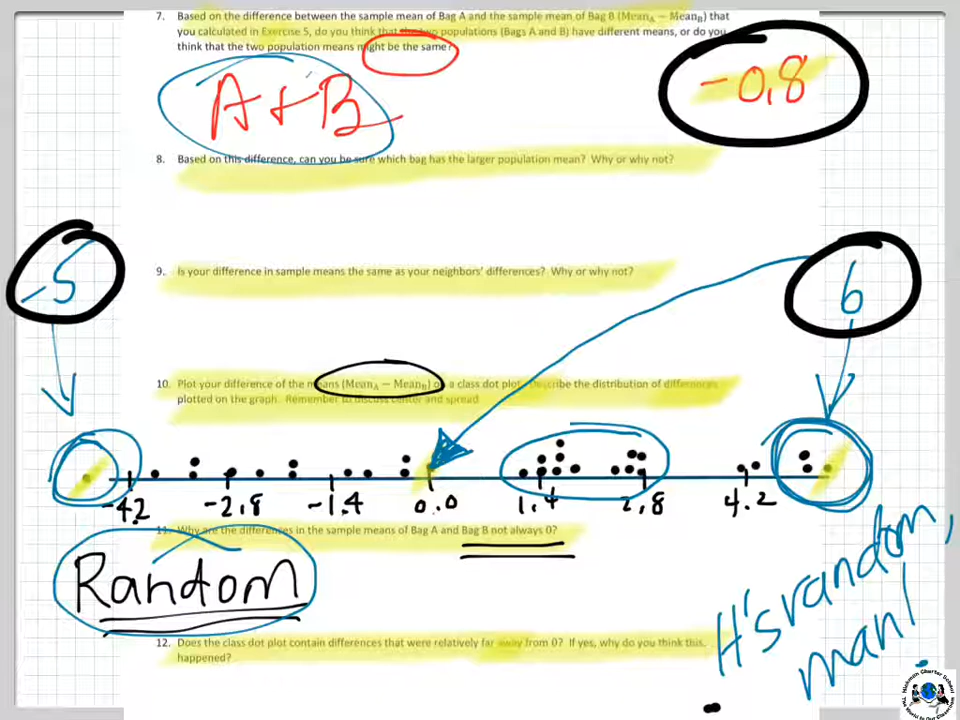 7. Based on the difference between the sample mean of Bag A and the sample mean of Bag B (MeanA − MeanB) that
you calculated in Exercise 5, do you think that the two populations (Bags A and B) have different means, or do you
think that the two population means might be the same?
A+B
-0.8
8. Based on this difference, can you be sure which bag has the larger population mean? Why or why not?
-5
6
9. Is your difference in sample means the same as your neighbors' differences? Why or why not?
10. Plot your difference of the means (MeanA − MeanB) on a class dot plot. Describe the distribution of differences
plotted on the graph. Remember to discuss center and spread
-4.2 -2.8 -1.4 0.0 1.4 2.8 4.2
11. Why are the differences in the sample means of Bag A and Bag B not always 0?
Random
It's random,
man!
12. Does the class dot plot contain differences that were relatively far away from 0? If yes, why do you think this
happened?
Hickman Charter School